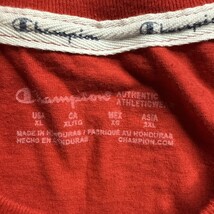 Champion Champion
Champion AUTHENTIC
ATHLETICWEAR
USA CA MEX ASIA
XL XL/TG XG XXL
MADE IN HONDURAS / FABRIQUÉ AU HONDURAS
HECHO EN HONDURAS CHAMPION.COM